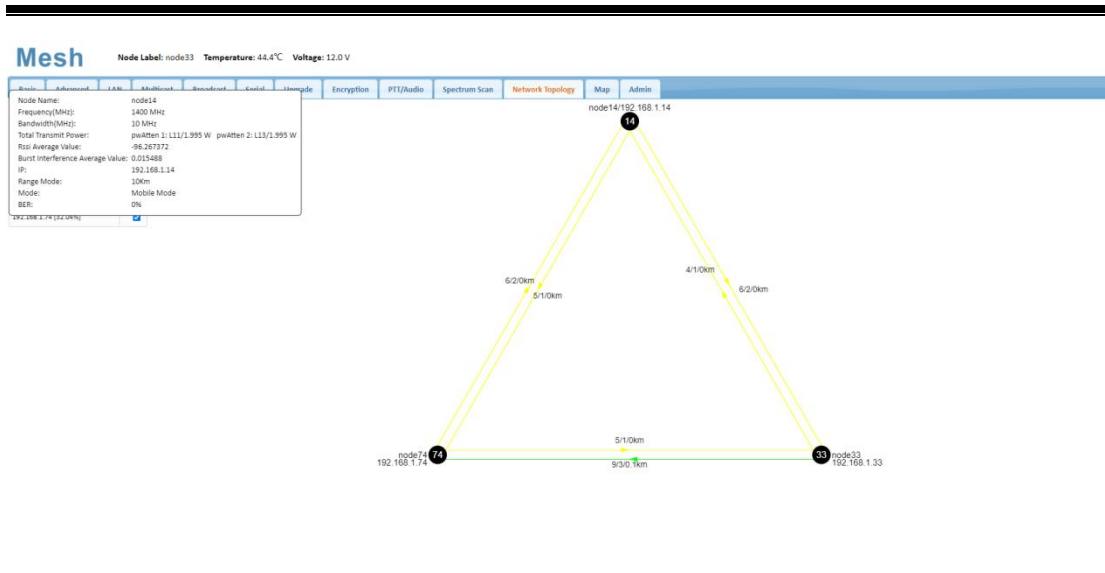 Mesh
Node Label: node33 Temperature: 44.4℃ Voltage: 12.0 V
Basic Advanced LAN Multicast Broadcast Serial Upgrade Encryption PTT/Audio Spectrum Scan Network Topology Map Admin
Node Name: node14
Frequency(MHz): 1400 MHz
Bandwidth(MHz): 10 MHz
Total Transmit Power: pwAtten 1: L11/1.995 W pwAtten 2: L13/1.995 W
Rssi Average Value: -96.267372
Burst Interference Average Value: 0.015488
IP: 192.168.1.14
Range Mode: 10Km
Mode: Mobile Mode
BER: 0%
192.168.1.74 [32.04%]
node14/192.168.1.14
14
4/1/0km
6/2/0km
6/2/0km
5/1/0km
5/1/0km
node74
74
192.168.1.74
33
node33
192.168.1.33
9/3/0.1km